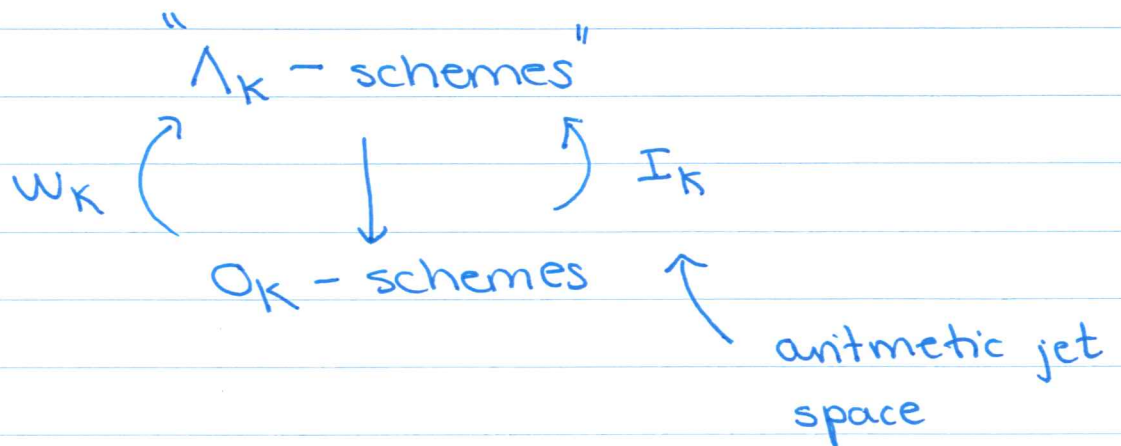 "Λ_K - schemes"
W_K
I_K
O_K - schemes
aritmetic jet
space